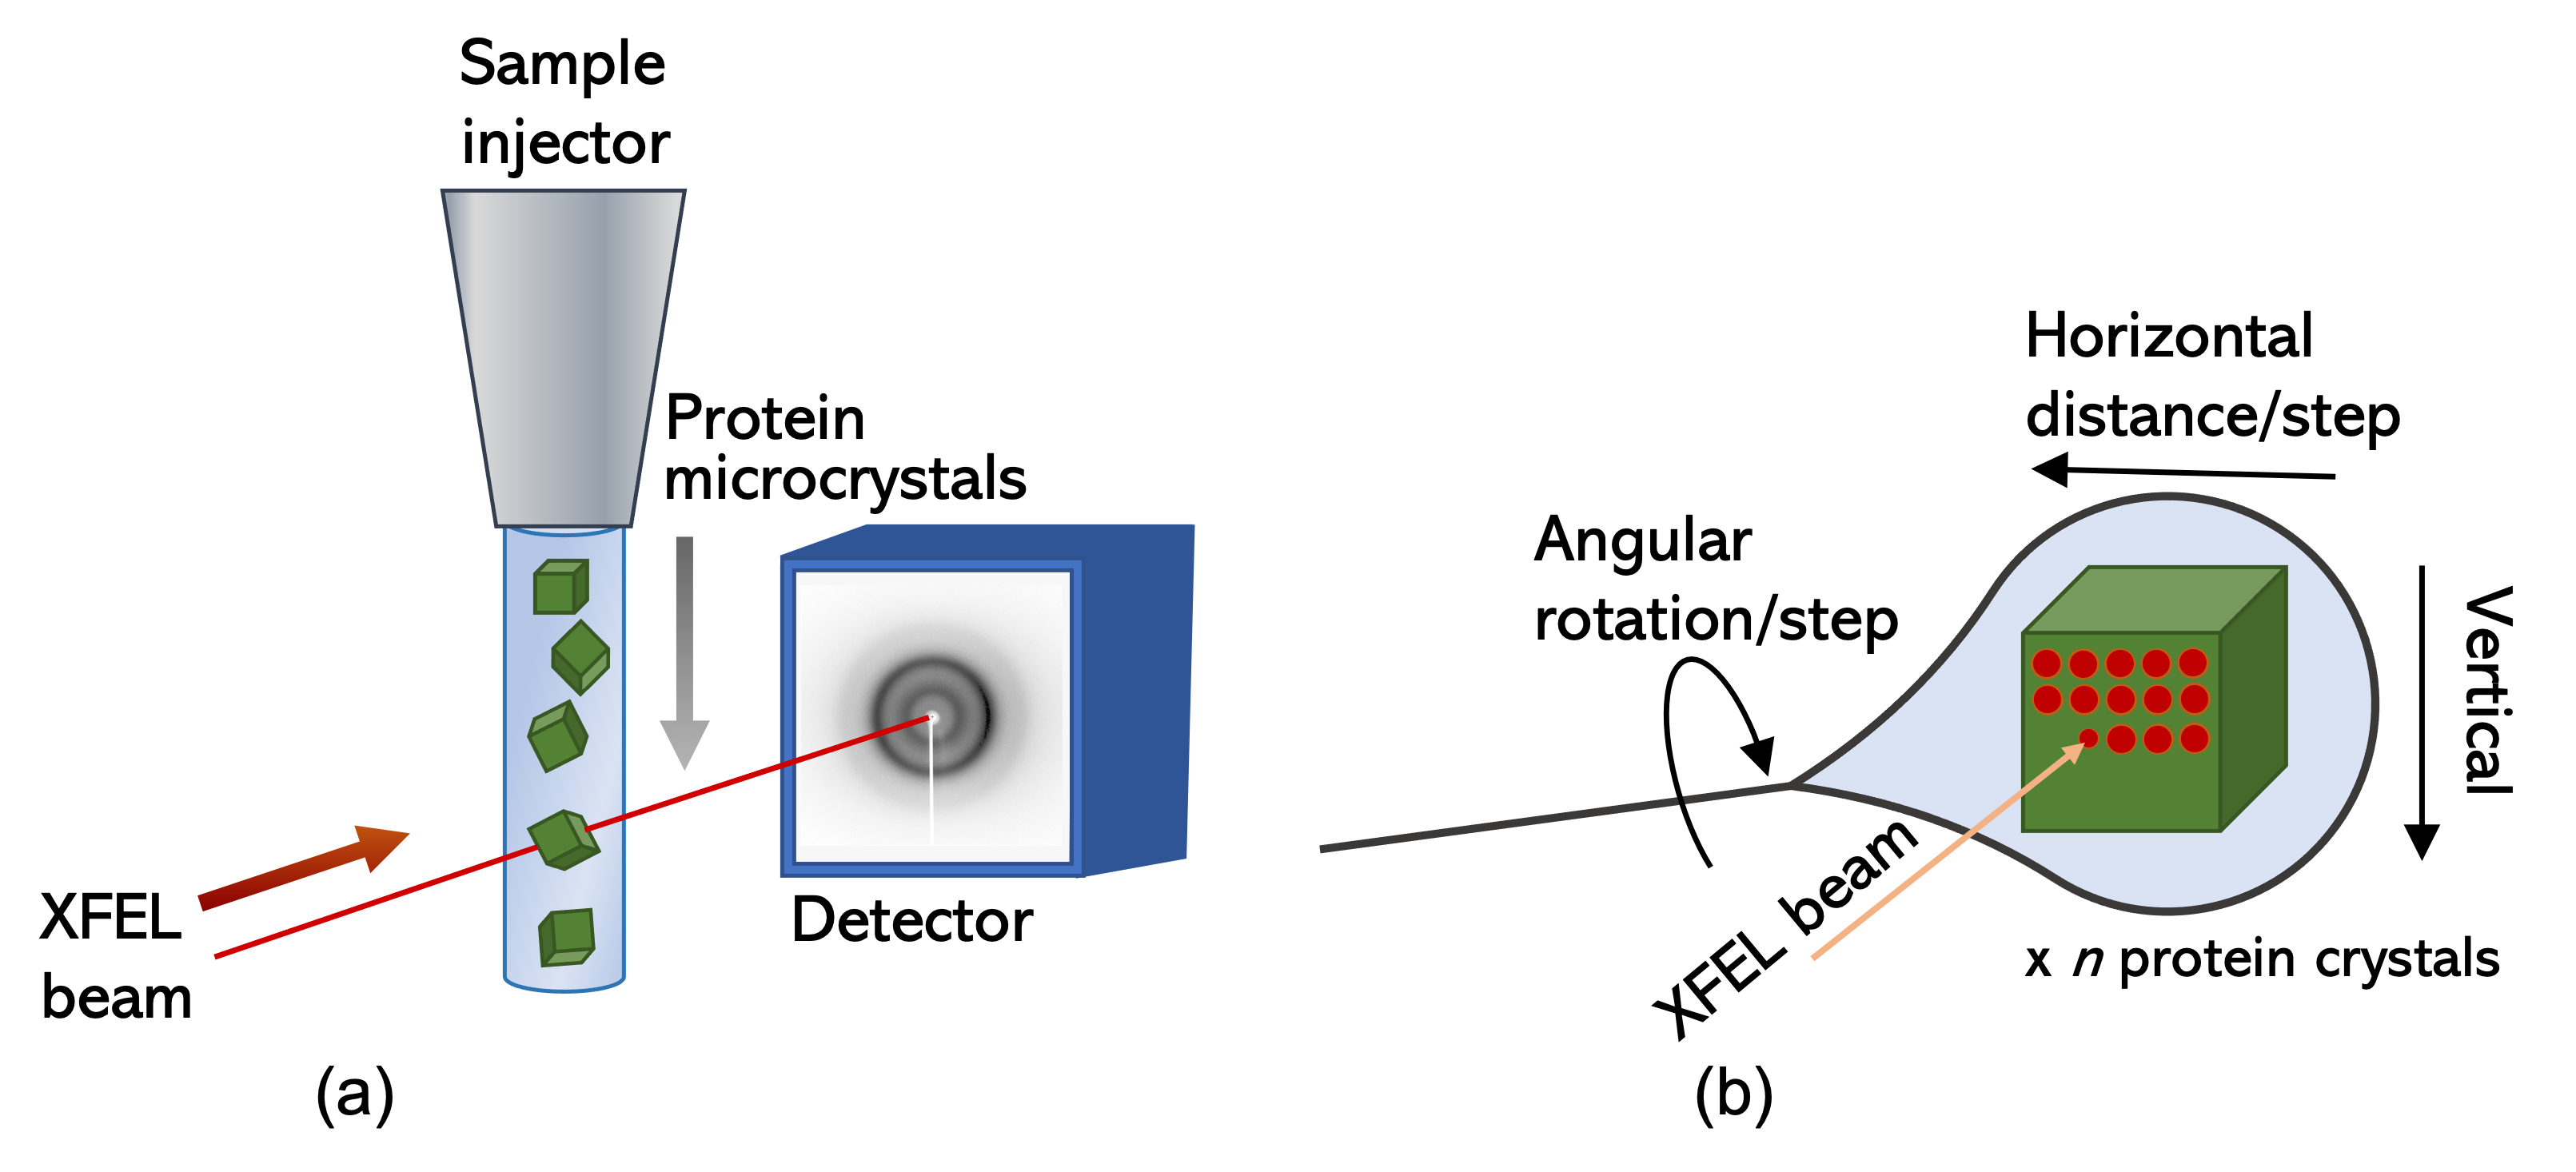 Sample
injector
Protein
microcrystals
XFEL
beam
Detector
(a)
Horizontal
distance/step
Angular
rotation/step
Vertical
XFEL beam
x n protein crystals
(b)